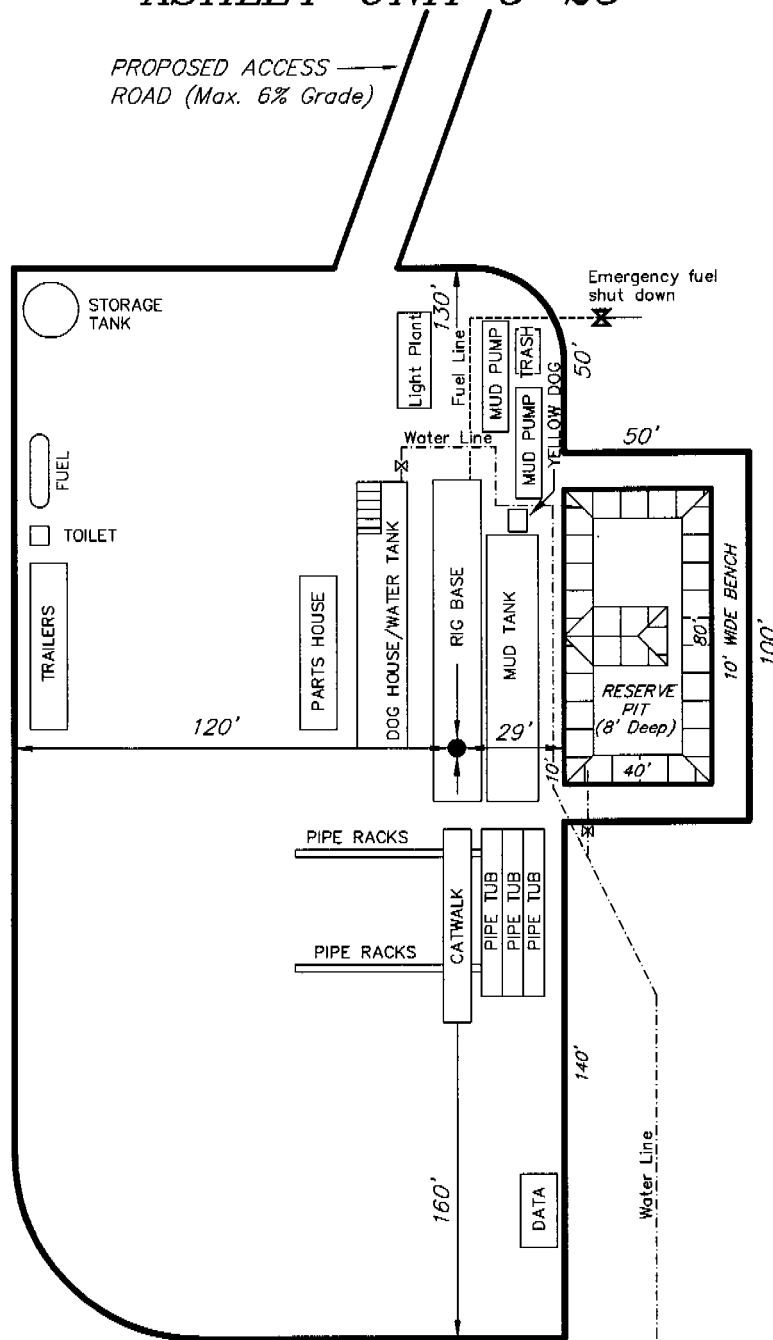 PROPOSED ACCESS
ROAD (Max. 6% Grade)
Emergency fuel
shut down
STORAGE
TANK
130'
Light Plant
Fuel Line
MUD PUMP
TRASH
50'
MUD PUMP
YELLOW DOG
Water Line
50'
FUEL
TOILET
TRAILERS
PARTS HOUSE
DOG HOUSE/WATER TANK
RIG BASE
MUD TANK
80'
10' WIDE BENCH
100'
RESERVE
PIT
(8' Deep)
120'
29'
10'
40'
PIPE RACKS
CATWALK
PIPE TUB
PIPE TUB
PIPE TUB
PIPE RACKS
140'
160'
DATA
Water Line